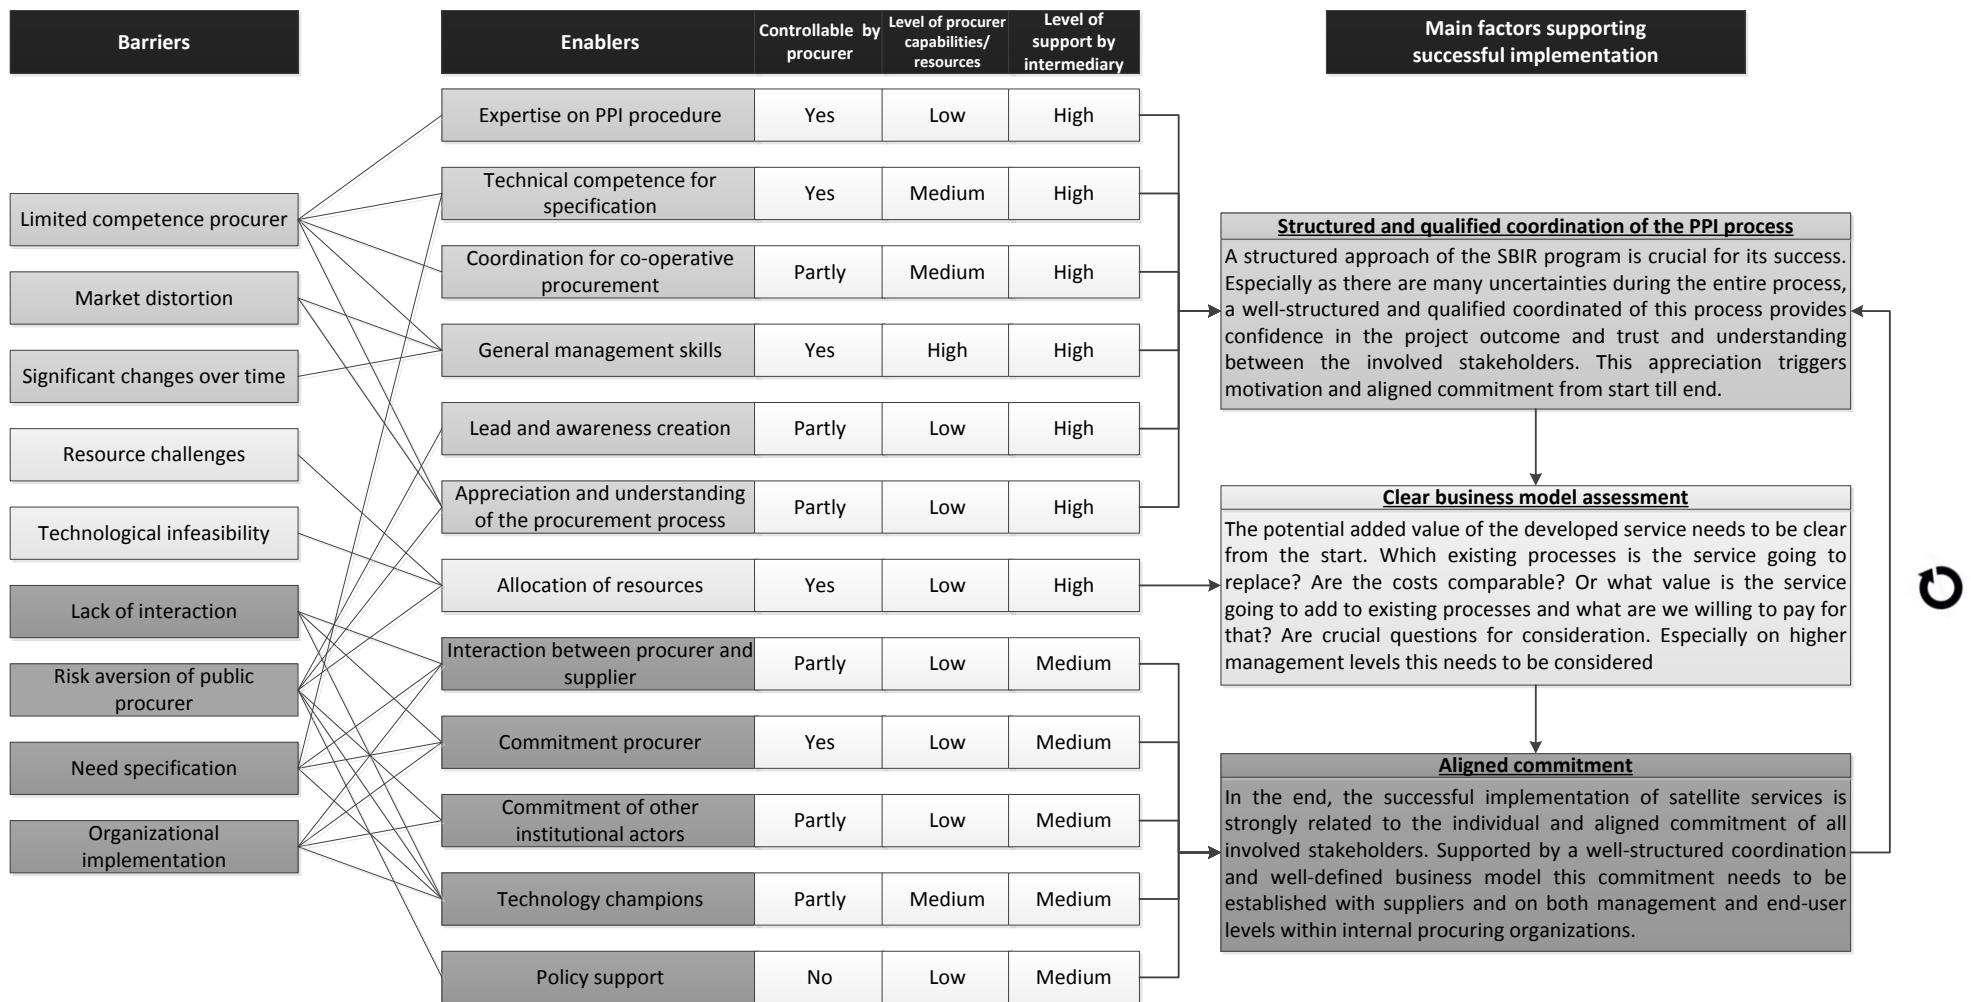 Barriers
Enablers
Controllable by
procurer
Level of procurer
capabilities/
resources
Level of
support by
intermediary
Main factors supporting
successful implementation
Limited competence procurer
Market distortion
Significant changes over time
Resource challenges
Technological infeasibility
Lack of interaction
Risk aversion of public
procurer
Need specification
Organizational
implementation
Expertise on PPI procedure
Yes
Low
High
Technical competence for
specification
Yes
Medium
High
Coordination for co-operative
procurement
Partly
Medium
High
General management skills
Yes
High
High
Lead and awareness creation
Partly
Low
High
Appreciation and understanding
of the procurement process
Partly
Low
High
Allocation of resources
Yes
Low
High
Interaction between procurer and
supplier
Partly
Low
Medium
Commitment procurer
Yes
Low
Medium
Commitment of other
institutional actors
Partly
Low
Medium
Technology champions
Partly
Medium
Medium
Policy support
No
Low
Medium
Structured and qualified coordination of the PPI process
A structured approach of the SBIR program is crucial for its success.
Especially as there are many uncertainties during the entire process,
a well-structured and qualified coordinated of this process provides
confidence in the project outcome and trust and understanding
between the involved stakeholders. This appreciation triggers
motivation and aligned commitment from start till end.
Clear business model assessment
The potential added value of the developed service needs to be clear
from the start. Which existing processes is the service going to
replace? Are the costs comparable? Or what value is the service
going to add to existing processes and what are we willing to pay for
that? Are crucial questions for consideration. Especially on higher
management levels this needs to be considered
Aligned commitment
In the end, the successful implementation of satellite services is
strongly related to the individual and aligned commitment of all
involved stakeholders. Supported by a well-structured coordination
and well-defined business model this commitment needs to be
established with suppliers and on both management and end-user
levels within internal procuring organizations.